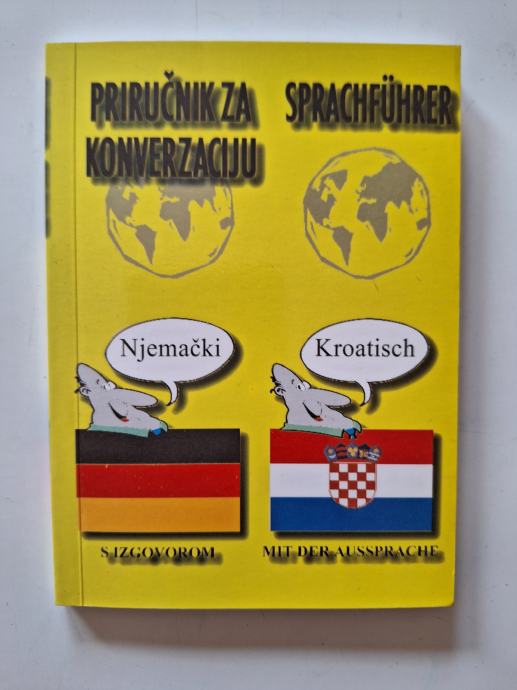 PRIRUČNIK ZA
KONVERZACIJU
SPRACHFÜHRER
Njemački
Kroatisch
S IZGOVOROM
MIT DER AUSSPRACHE